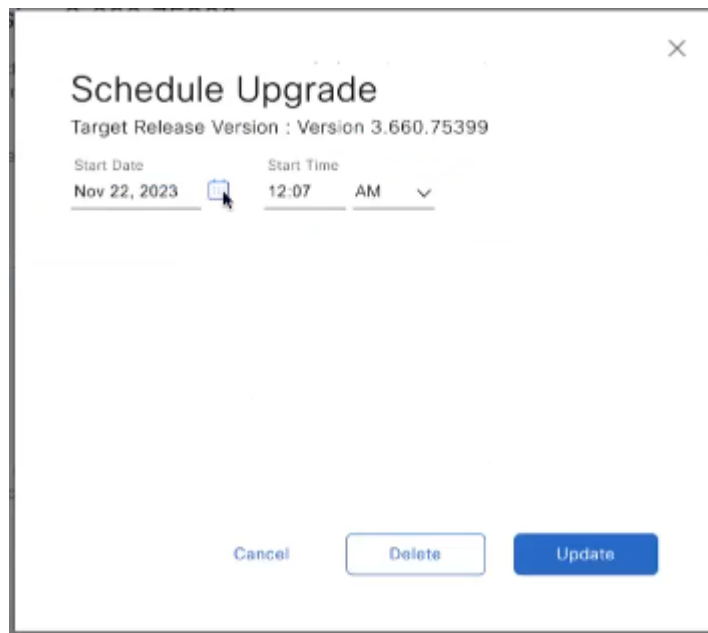 Schedule Upgrade
Target Release Version : Version 3.660.75399
Start Date Start Time
Nov 22, 2023 12:07 AM
Cancel Delete Update